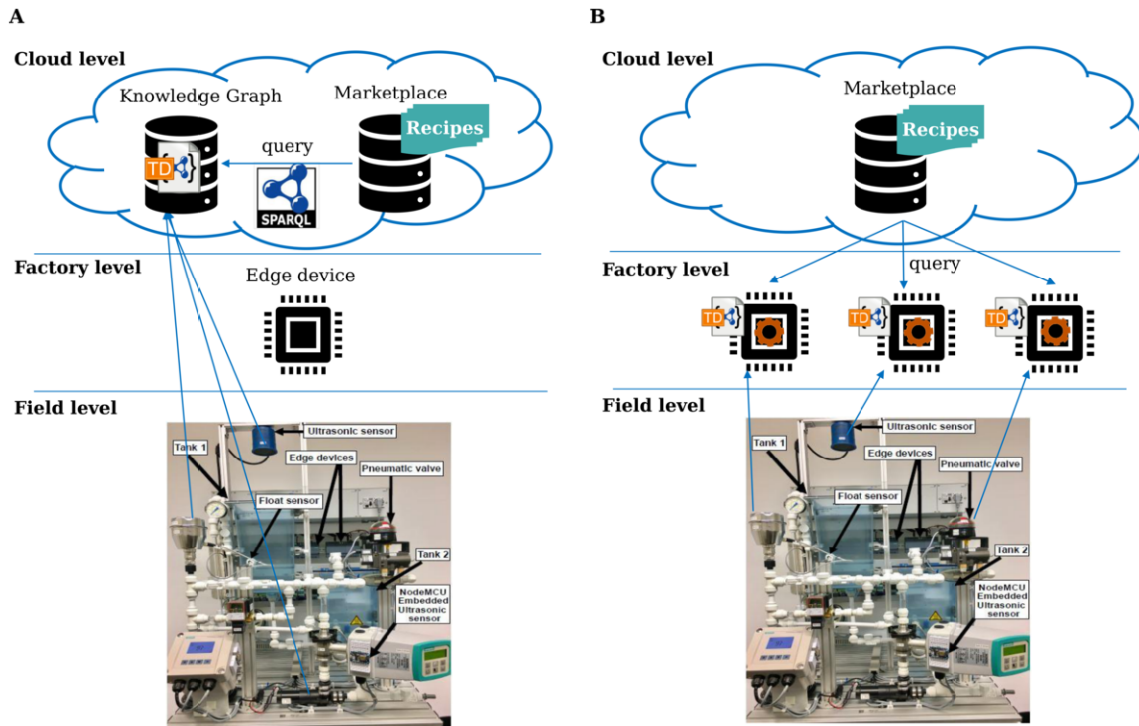 A
Cloud level
Knowledge Graph
Marketplace
Recipes
query
TD
{ }
SPARQL
Factory level
Edge device
Field level
Ultrasonic sensor
Tank 1
Edge devices
Pneumatic valve
Float sensor
Tank 2
NodeMCU
Embedded
Ultrasonic
sensor
B
Cloud level
Marketplace
Recipes
Factory level
query
TD
{ }
TD
{ }
TD
{ }
Field level
Ultrasonic sensor
Tank 1
Edge devices
Pneumatic valve
Float sensor
Tank 2
NodeMCU
Embedded
Ultrasonic
sensor